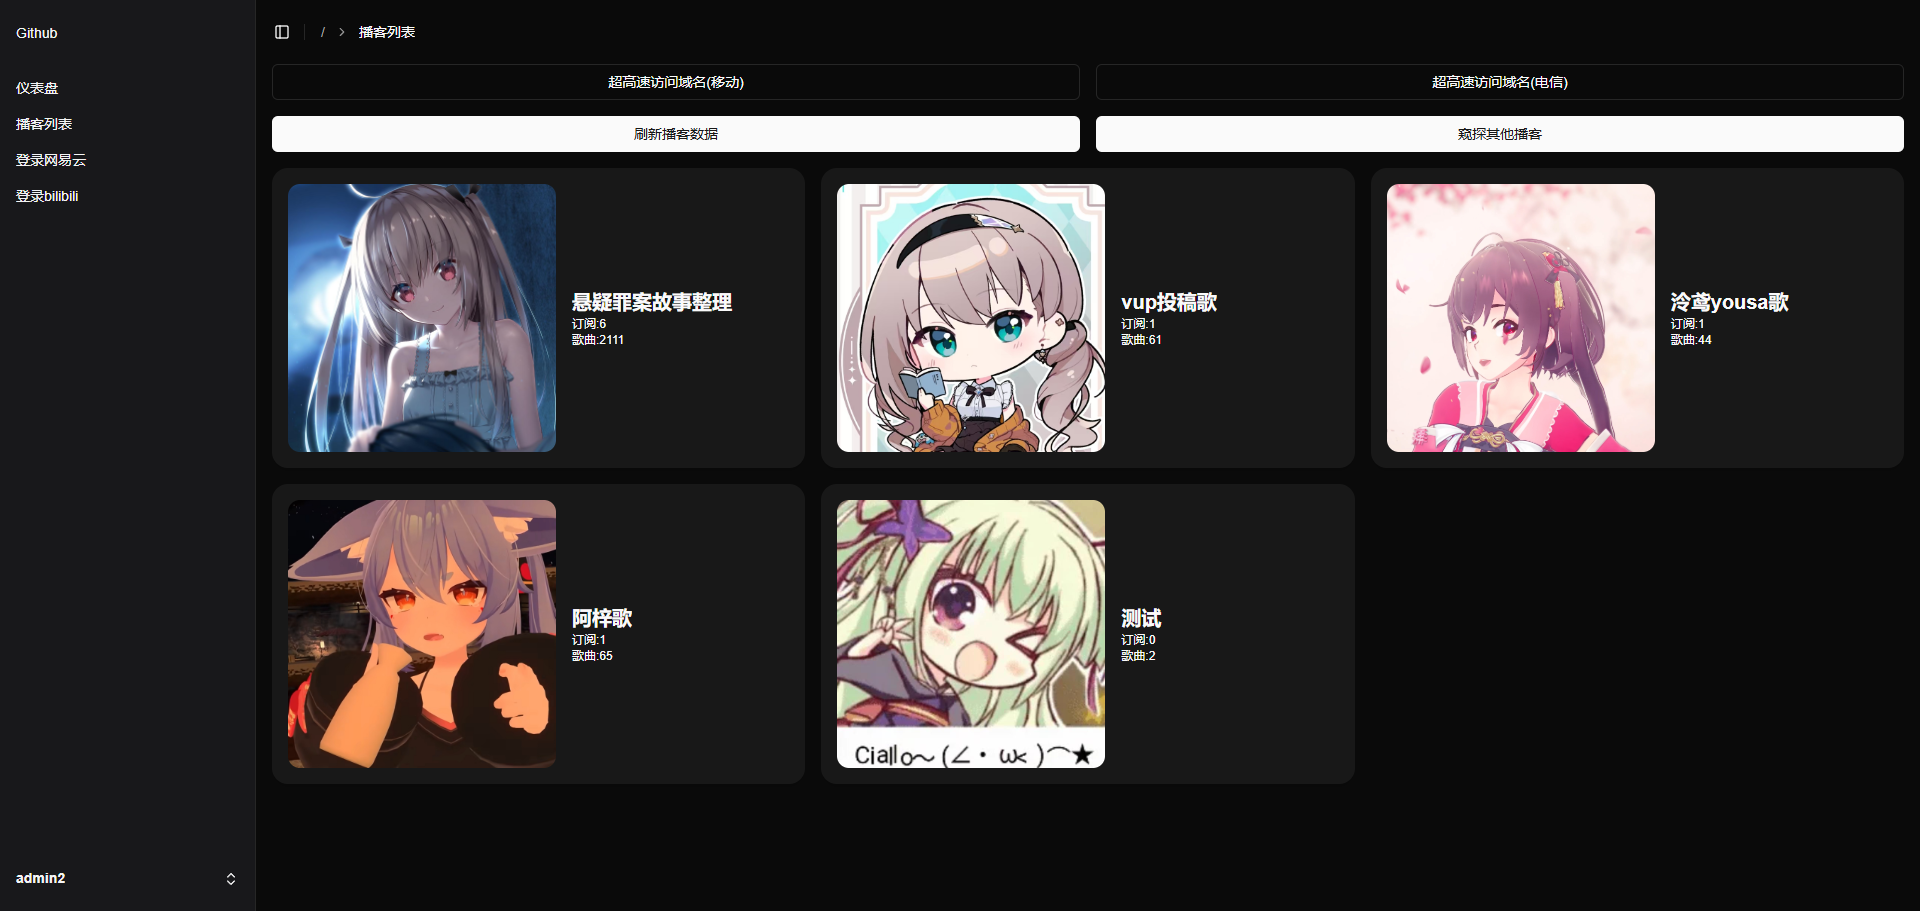 Github
仪表盘
播客列表
登录网易云
登录bilibili
admin2
/ > 播客列表
超高速访问域名(移动)
超高速访问域名(电信)
刷新播客数据
窥探其他播客
悬疑罪案故事整理
订阅:6
歌曲:2111
vup投稿歌
订阅:1
歌曲:61
泠鸢yousa歌
订阅:1
歌曲:44
阿梓歌
订阅:1
歌曲:65
测试
订阅:0
歌曲:2
Ciallo～(∠・ω< )⌒★